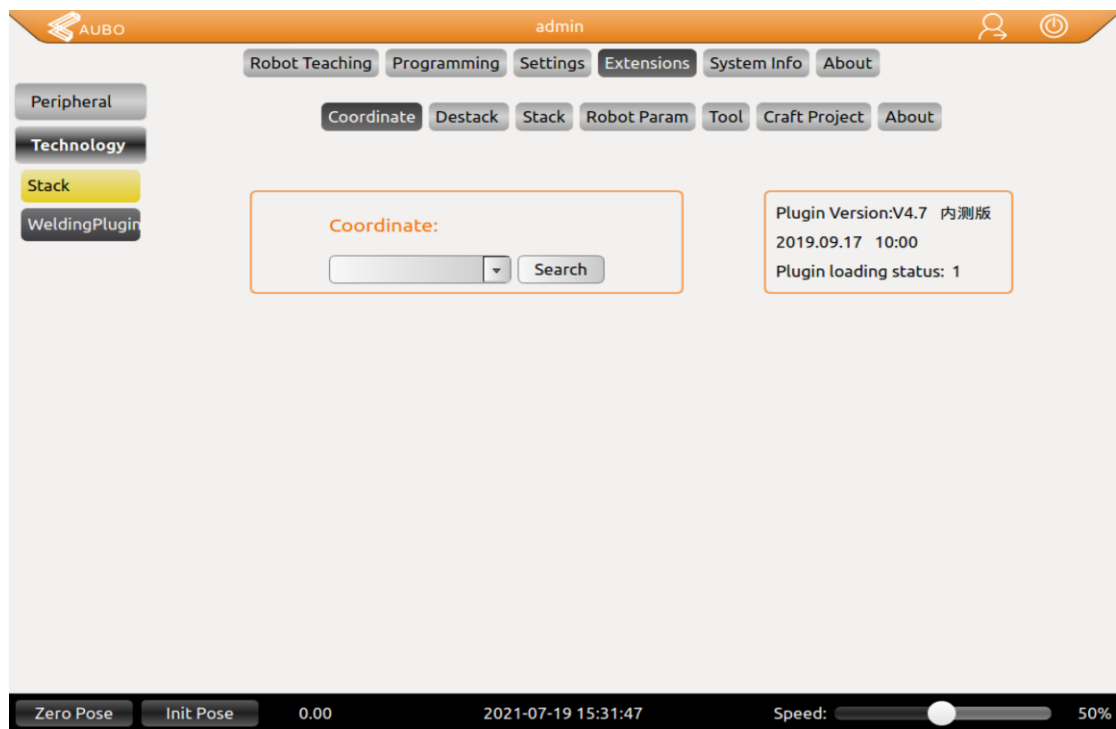 AUBO admin
Robot Teaching Programming Settings Extensions System Info About
Peripheral
Coordinate Destack Stack Robot Param Tool Craft Project About
Technology
Stack
WeldingPlugin
Coordinate:
Search
Plugin Version:V4.7 内测版
2019.09.17 10:00
Plugin loading status: 1
Zero Pose Init Pose 0.00 2021-07-19 15:31:47 Speed: 50%